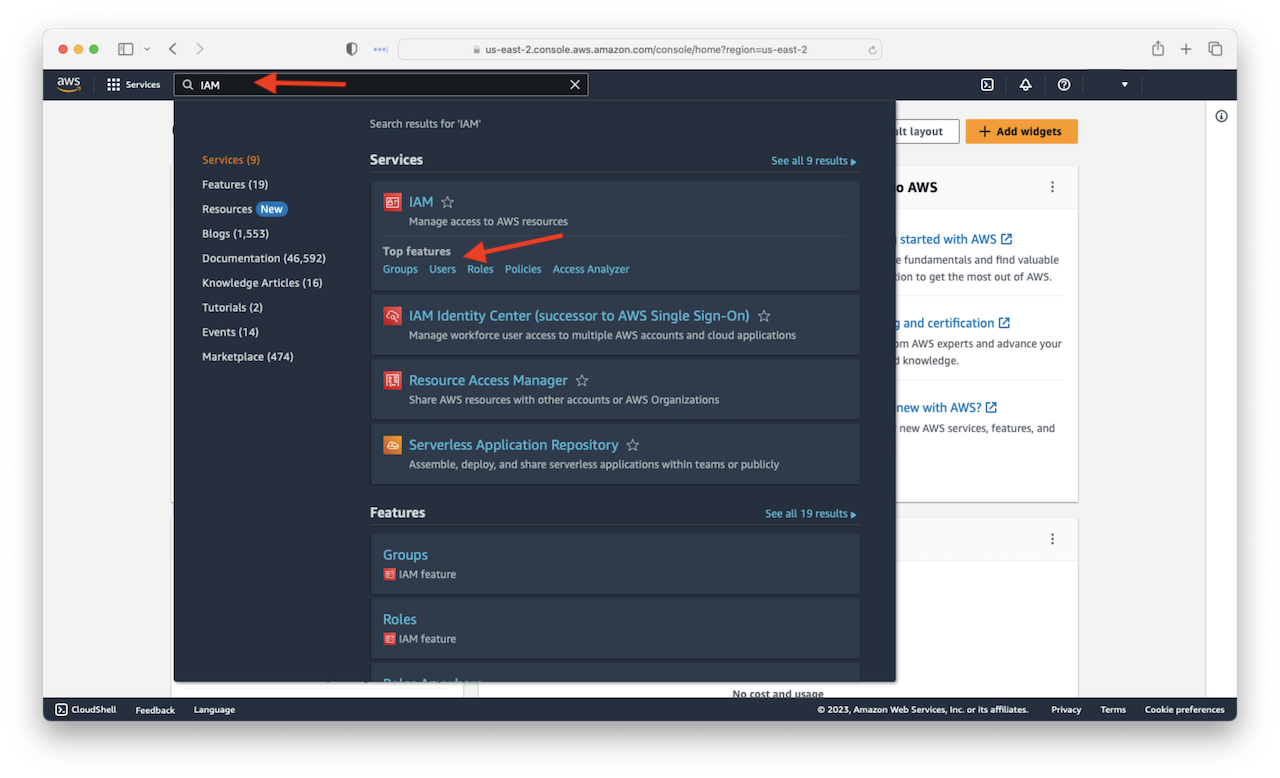 us-east-2.console.aws.amazon.com/console/home?region=us-east-2
aws
Services
IAM
Search results for 'IAM'
Services (9)
Features (19)
Resources New
Blogs (1,553)
Documentation (46,592)
Knowledge Articles (16)
Tutorials (2)
Events (14)
Marketplace (474)
Services
See all 9 results
IAM
Manage access to AWS resources
Top features
Groups Users Roles Policies Access Analyzer
IAM Identity Center (successor to AWS Single Sign-On)
Manage workforce user access to multiple AWS accounts and cloud applications
Resource Access Manager
Share AWS resources with other accounts or AWS Organizations
Serverless Application Repository
Assemble, deploy, and share serverless applications within teams or publicly
Features
See all 19 results
Groups
IAM feature
Roles
IAM feature
layout
+ Add widgets
to AWS
started with AWS
fundamentals and find valuable
to get the most out of AWS.
and certification
AWS experts and advance your
knowledge.
new with AWS?
new AWS services, features, and
No cost and usage
CloudShell Feedback Language
© 2023, Amazon Web Services, Inc. or its affiliates. Privacy Terms Cookie preferences